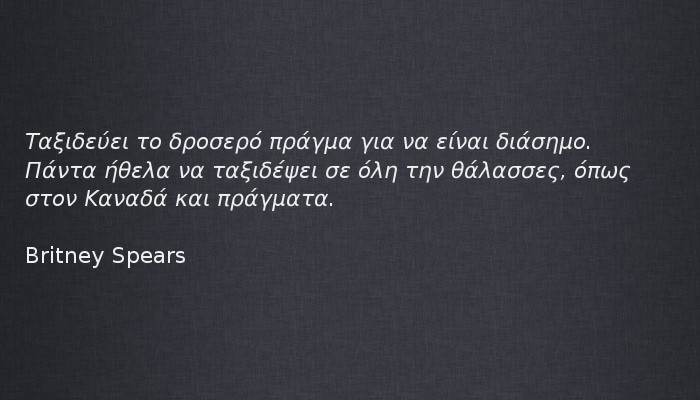 Ταξιδεύει το δροσερό πράγμα για να είναι διάσημο.
Πάντα ήθελα να ταξιδέψει σε όλη την θάλασσες, όπως
στον Καναδά και πράγματα.
Britney Spears